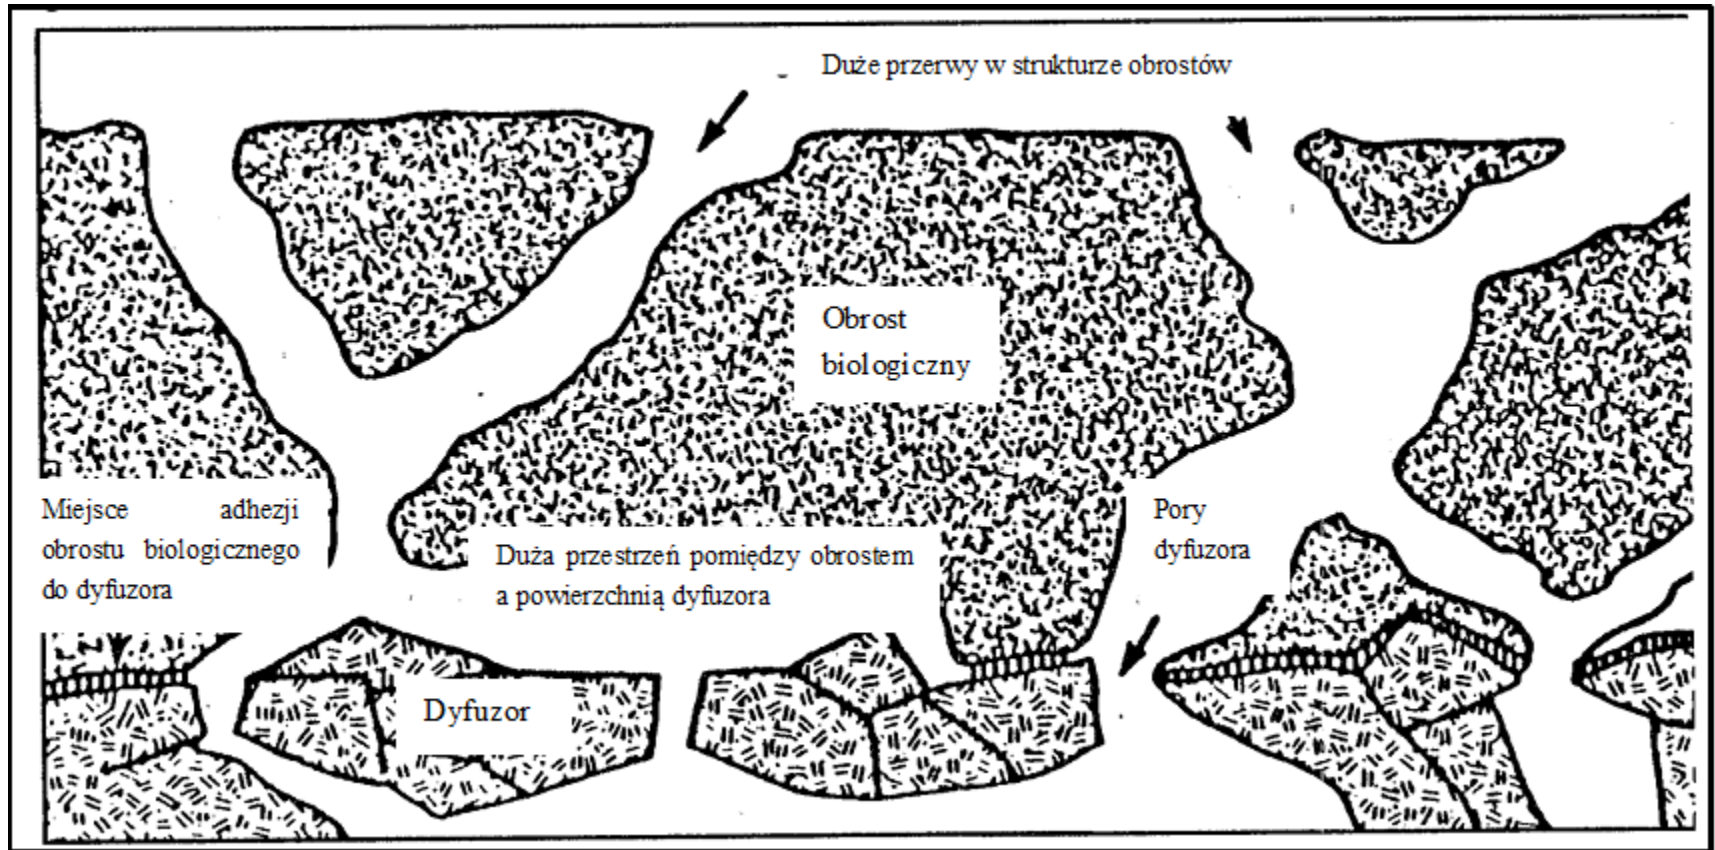 Duże przerwy w strukturze obrostów
Obrost
biologiczny
Miejsce adhezji
obrostu biologicznego
do dyfuzora
Duża przestrzeń pomiędzy obrostem
a powierzchnią dyfuzora
Pory
dyfuzora
Dyfuzor